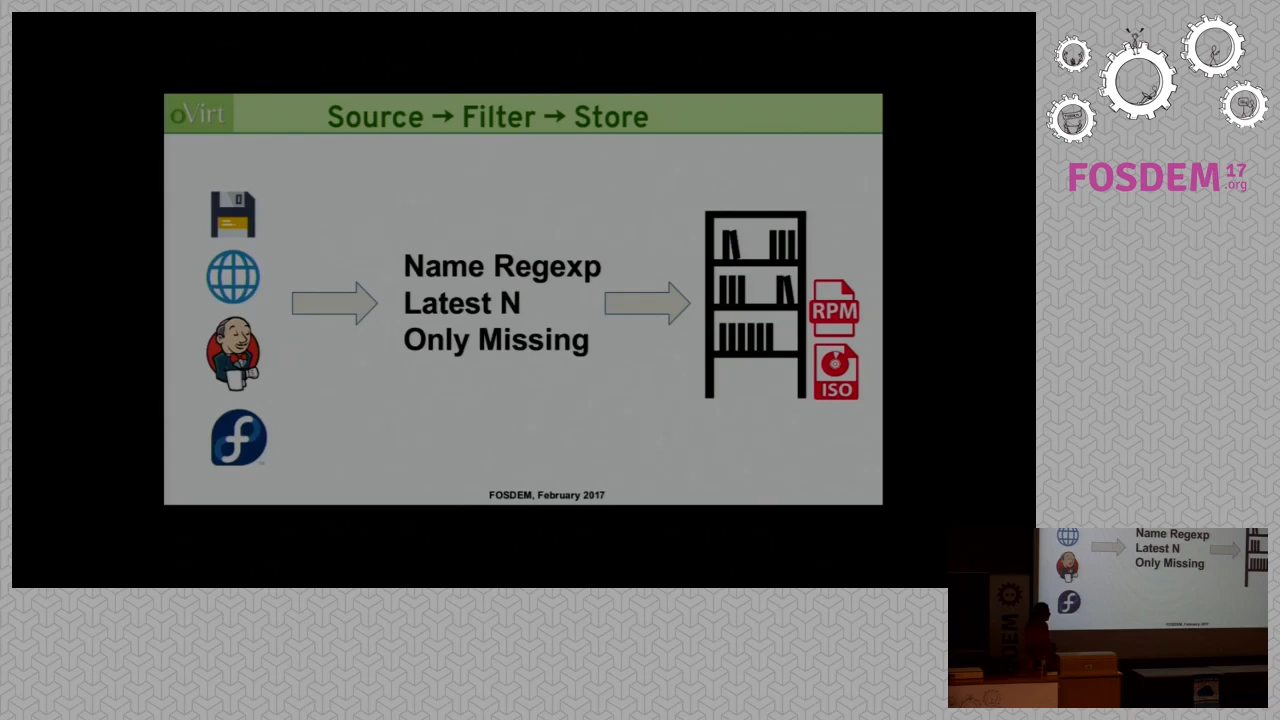 oVirt
Source → Filter → Store
Name Regexp
Latest N
Only Missing
RPM
ISO
FOSDEM, February 2017
FOSDEM 17
.org
Name Regexp
Latest N
Only Missing